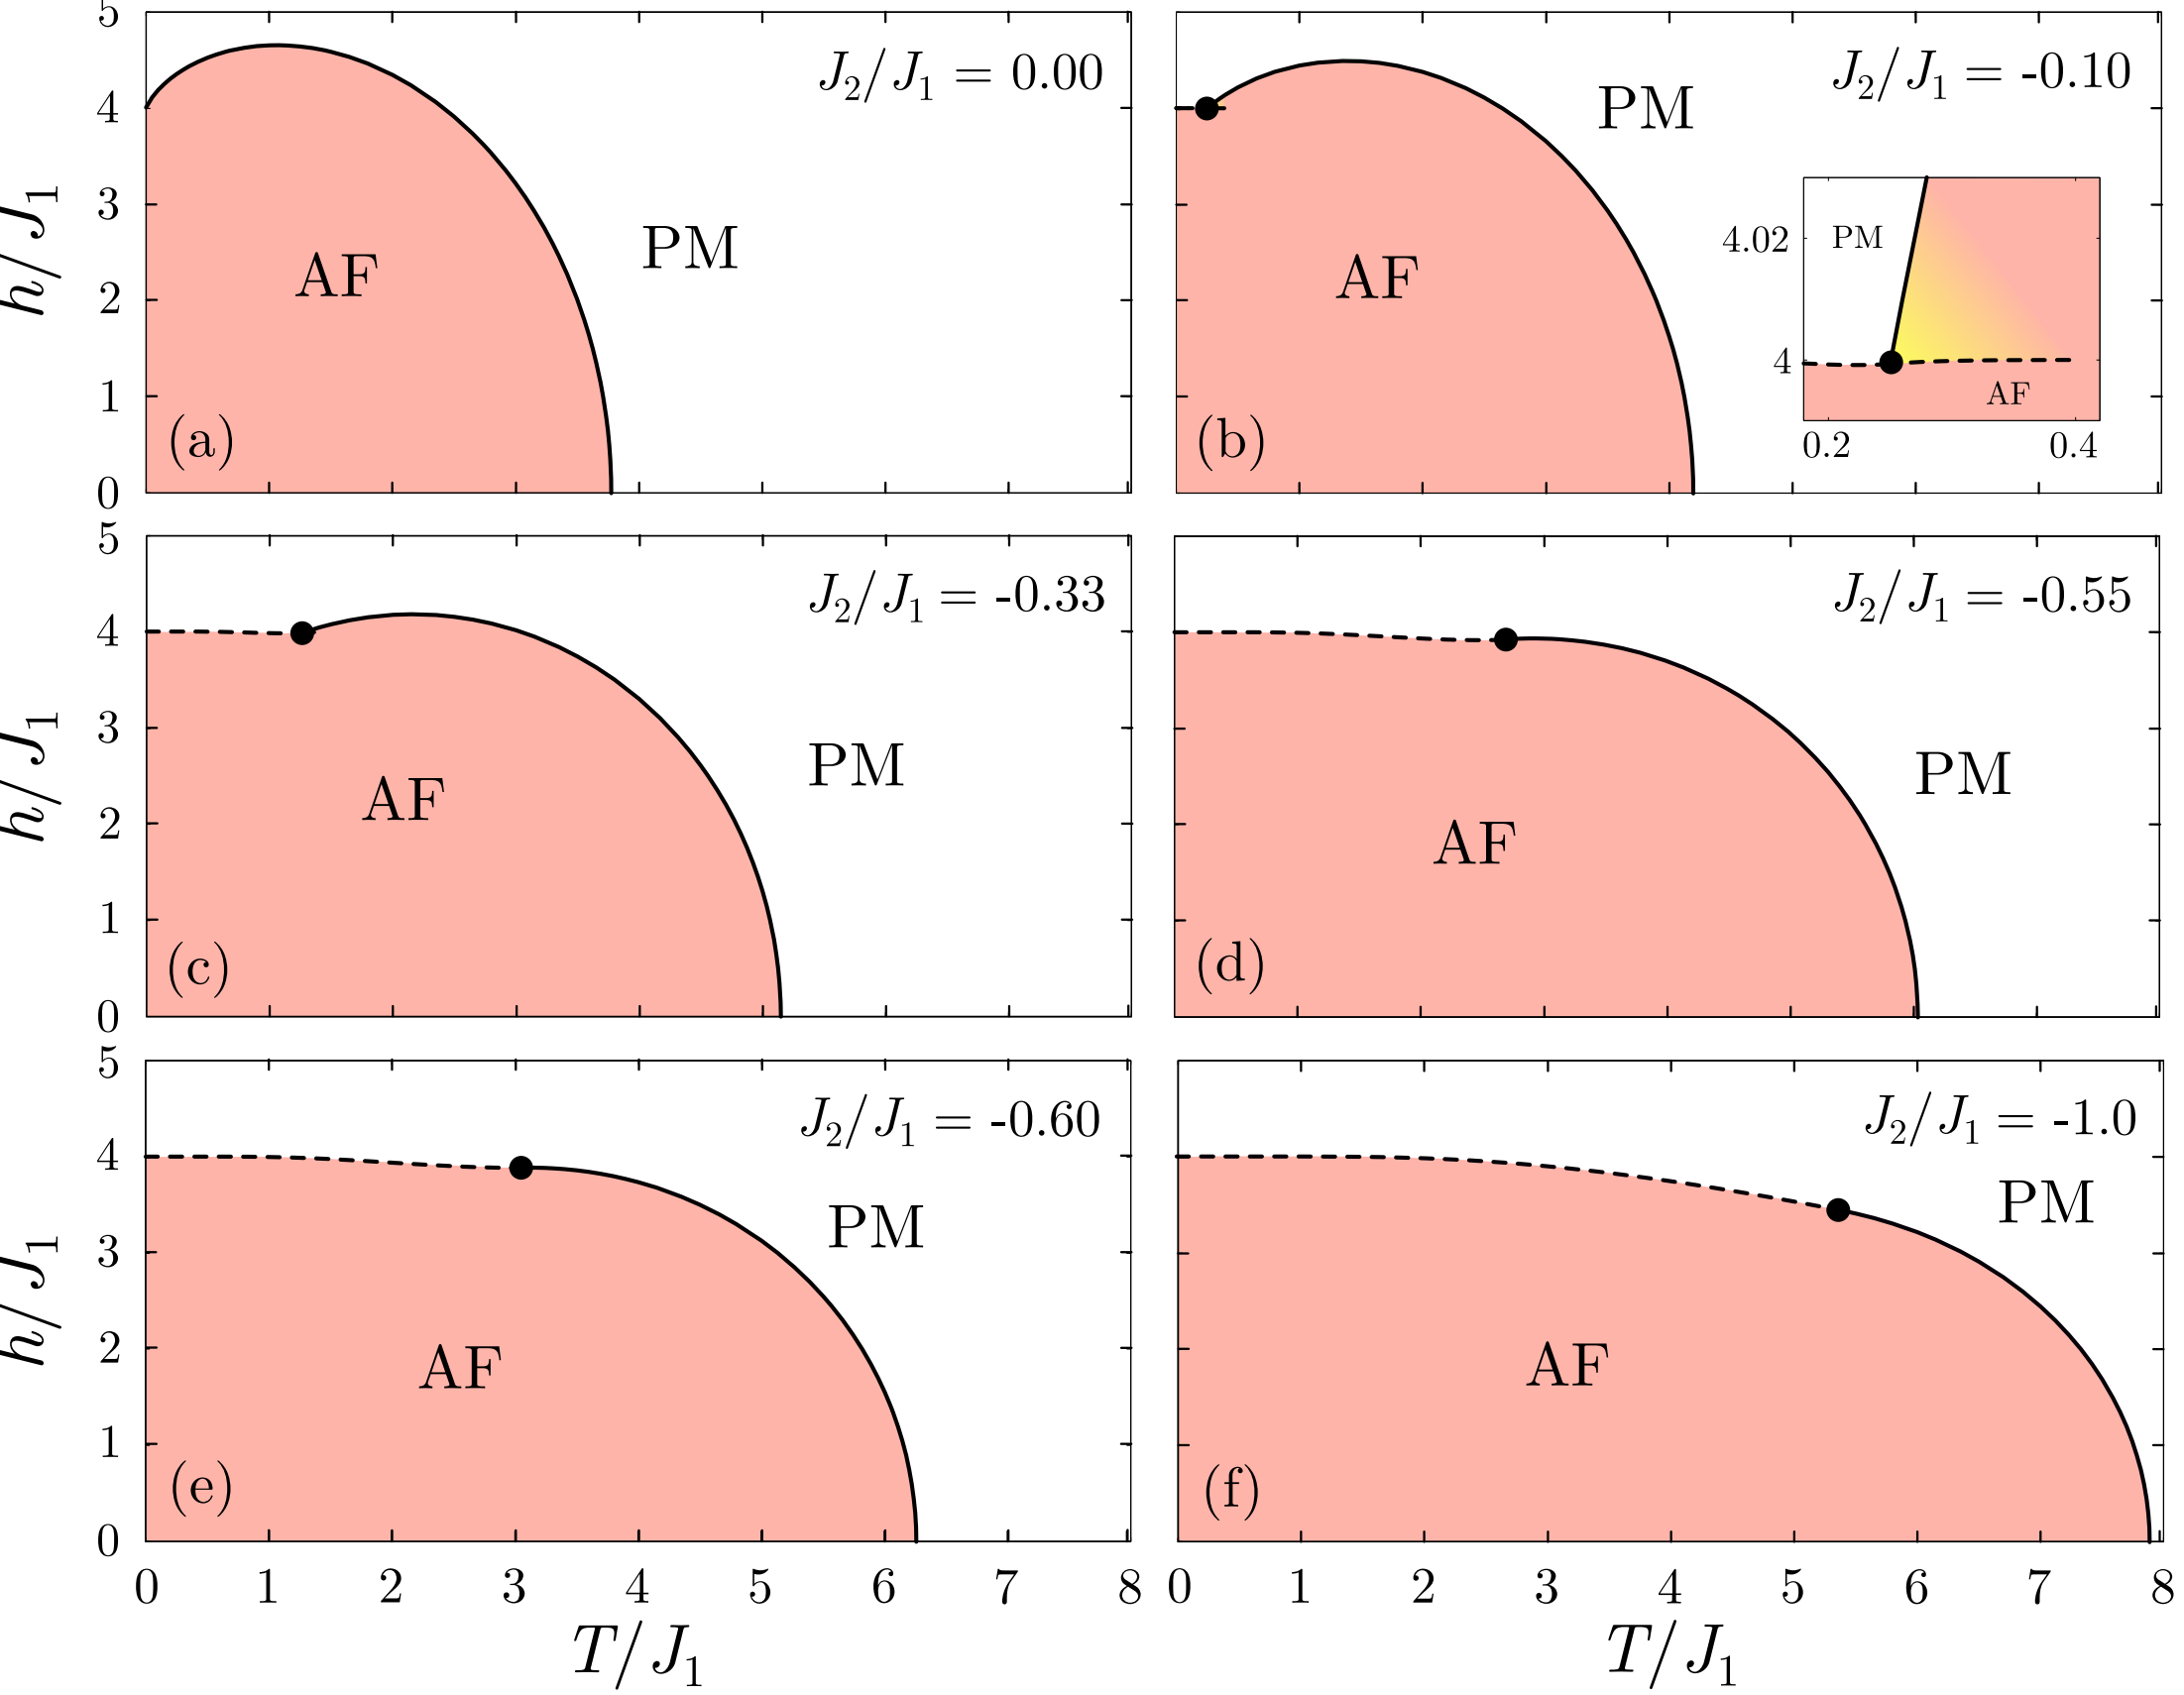 5
4
3
2
1
0
h/J1
J2/J1 = 0.00
AF
PM
(a)
J2/J1 = -0.10
PM
AF
(b)
4.02
4
PM
AF
0.2 0.4
5
4
3
2
1
0
h/J1
J2/J1 = -0.33
AF
PM
(c)
J2/J1 = -0.55
PM
AF
(d)
5
4
3
2
1
0
h/J1
J2/J1 = -0.60
PM
AF
(e)
J2/J1 = -1.0
PM
AF
(f)
0 1 2 3 4 5 6 7 8
T/J1
0 1 2 3 4 5 6 7 8
T/J1